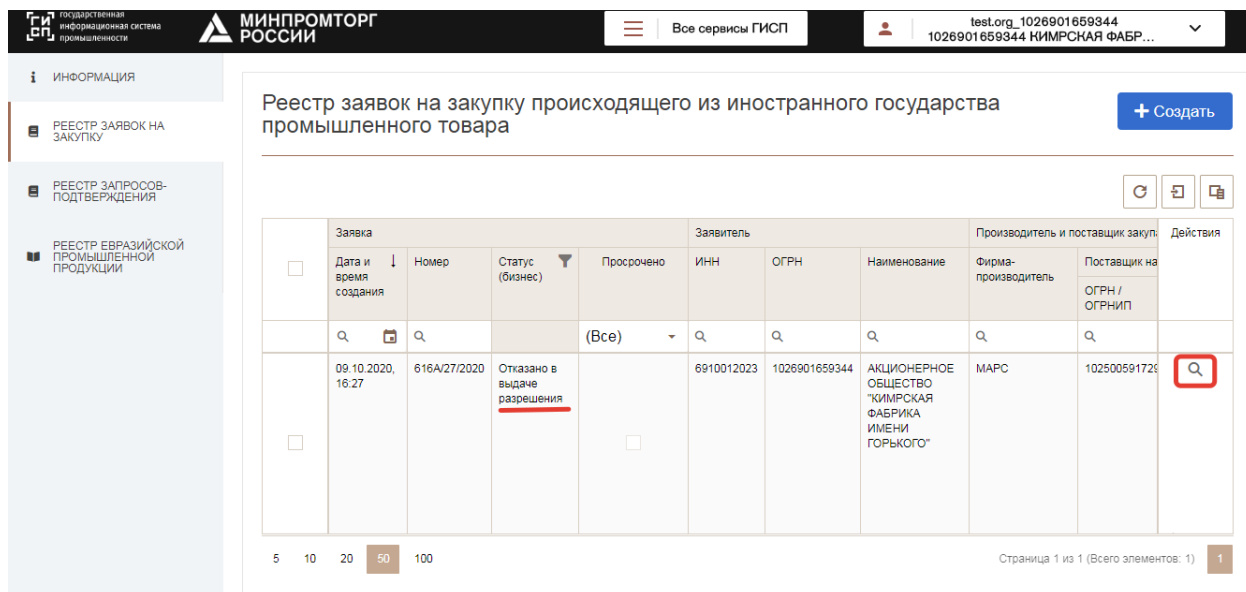 государственная
информационная система
промышленности
МИНПРОМТОРГ
РОССИИ
Все сервисы ГИСП
test.org_1026901659344
1026901659344 КИМРСКАЯ ФАБР...
ИНФОРМАЦИЯ
РЕЕСТР ЗАЯВОК НА
ЗАКУПКУ
РЕЕСТР ЗАПРОСОВ-
ПОДТВЕРЖДЕНИЯ
РЕЕСТР ЕВРАЗИЙСКОЙ
ПРОМЫШЛЕННОЙ
ПРОДУКЦИИ
Реестр заявок на закупку происходящего из иностранного государства
промышленного товара
+ Создать
Заявка
Заявитель
Производитель и поставщик закуп
Действия
Дата и
время
создания
Номер
Статус
(бизнес)
Просрочено
ИНН
ОГРН
Наименование
Фирма-
производитель
Поставщик на
ОГРН /
ОГРНИП
(Все)
09.10.2020,
16:27
616А/27/2020
Отказано в
выдаче
разрешения
6910012023
1026901659344
АКЦИОНЕРНОЕ
ОБЩЕСТВО
"КИМРСКАЯ
ФАБРИКА
ИМЕНИ
ГОРЬКОГО"
МАРС
102500591729
5 10 20 50 100
Страница 1 из 1 (Всего элементов: 1) 1